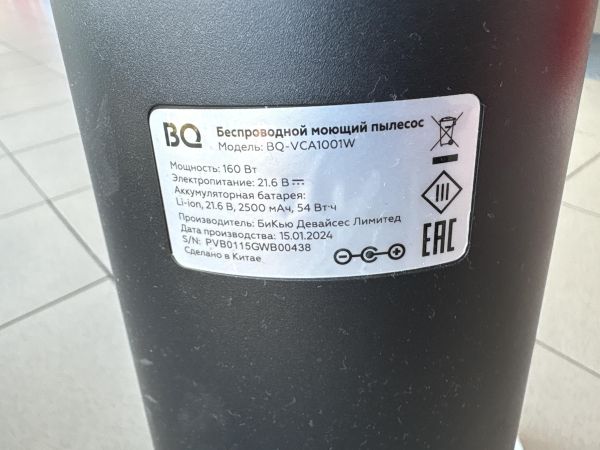 BQ
Беспроводной моющий пылесос
Модель: BQ-VCA1001W
Мощность: 160 Вт
Электропитание: 21.6 В
Аккумуляторная батарея:
Li-ion, 21.6 В, 2500 мАч, 54 Вт·ч
Производитель: БиКью Девайсес Лимитед
Дата производства: 15.01.2024
S/N: PVB0115GWB00438
Сделано в Китае
III
EAC